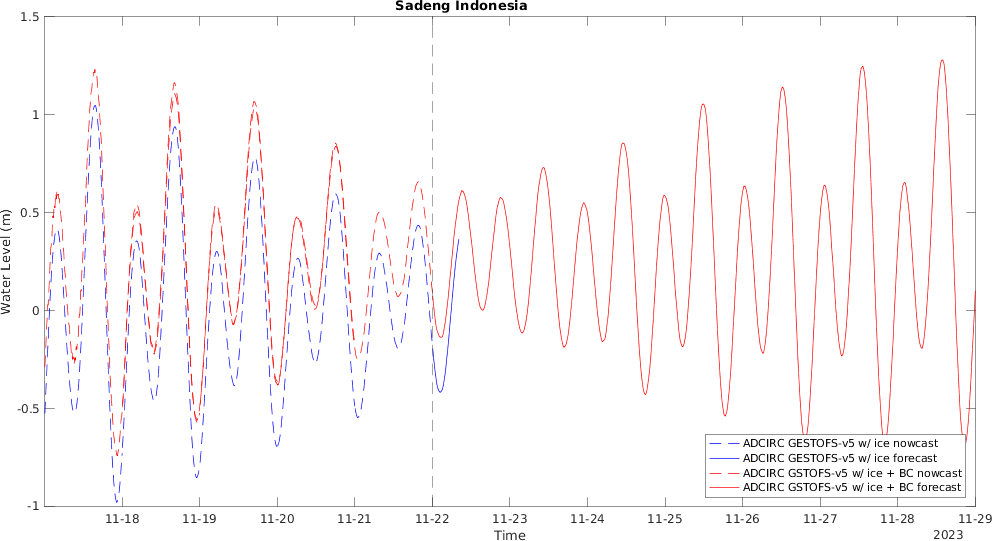 Sadeng Indonesia
1.5
1
0.5
0
-0.5
-1
Water Level (m)
11-18 11-19 11-20 11-21 11-22 11-23 11-24 11-25 11-26 11-27 11-28 11-29
Time
2023
ADCIRC GESTOFS-v5 w/ ice nowcast
ADCIRC GESTOFS-v5 w/ ice forecast
ADCIRC GSTOFS-v5 w/ ice + BC nowcast
ADCIRC GSTOFS-v5 w/ ice + BC forecast